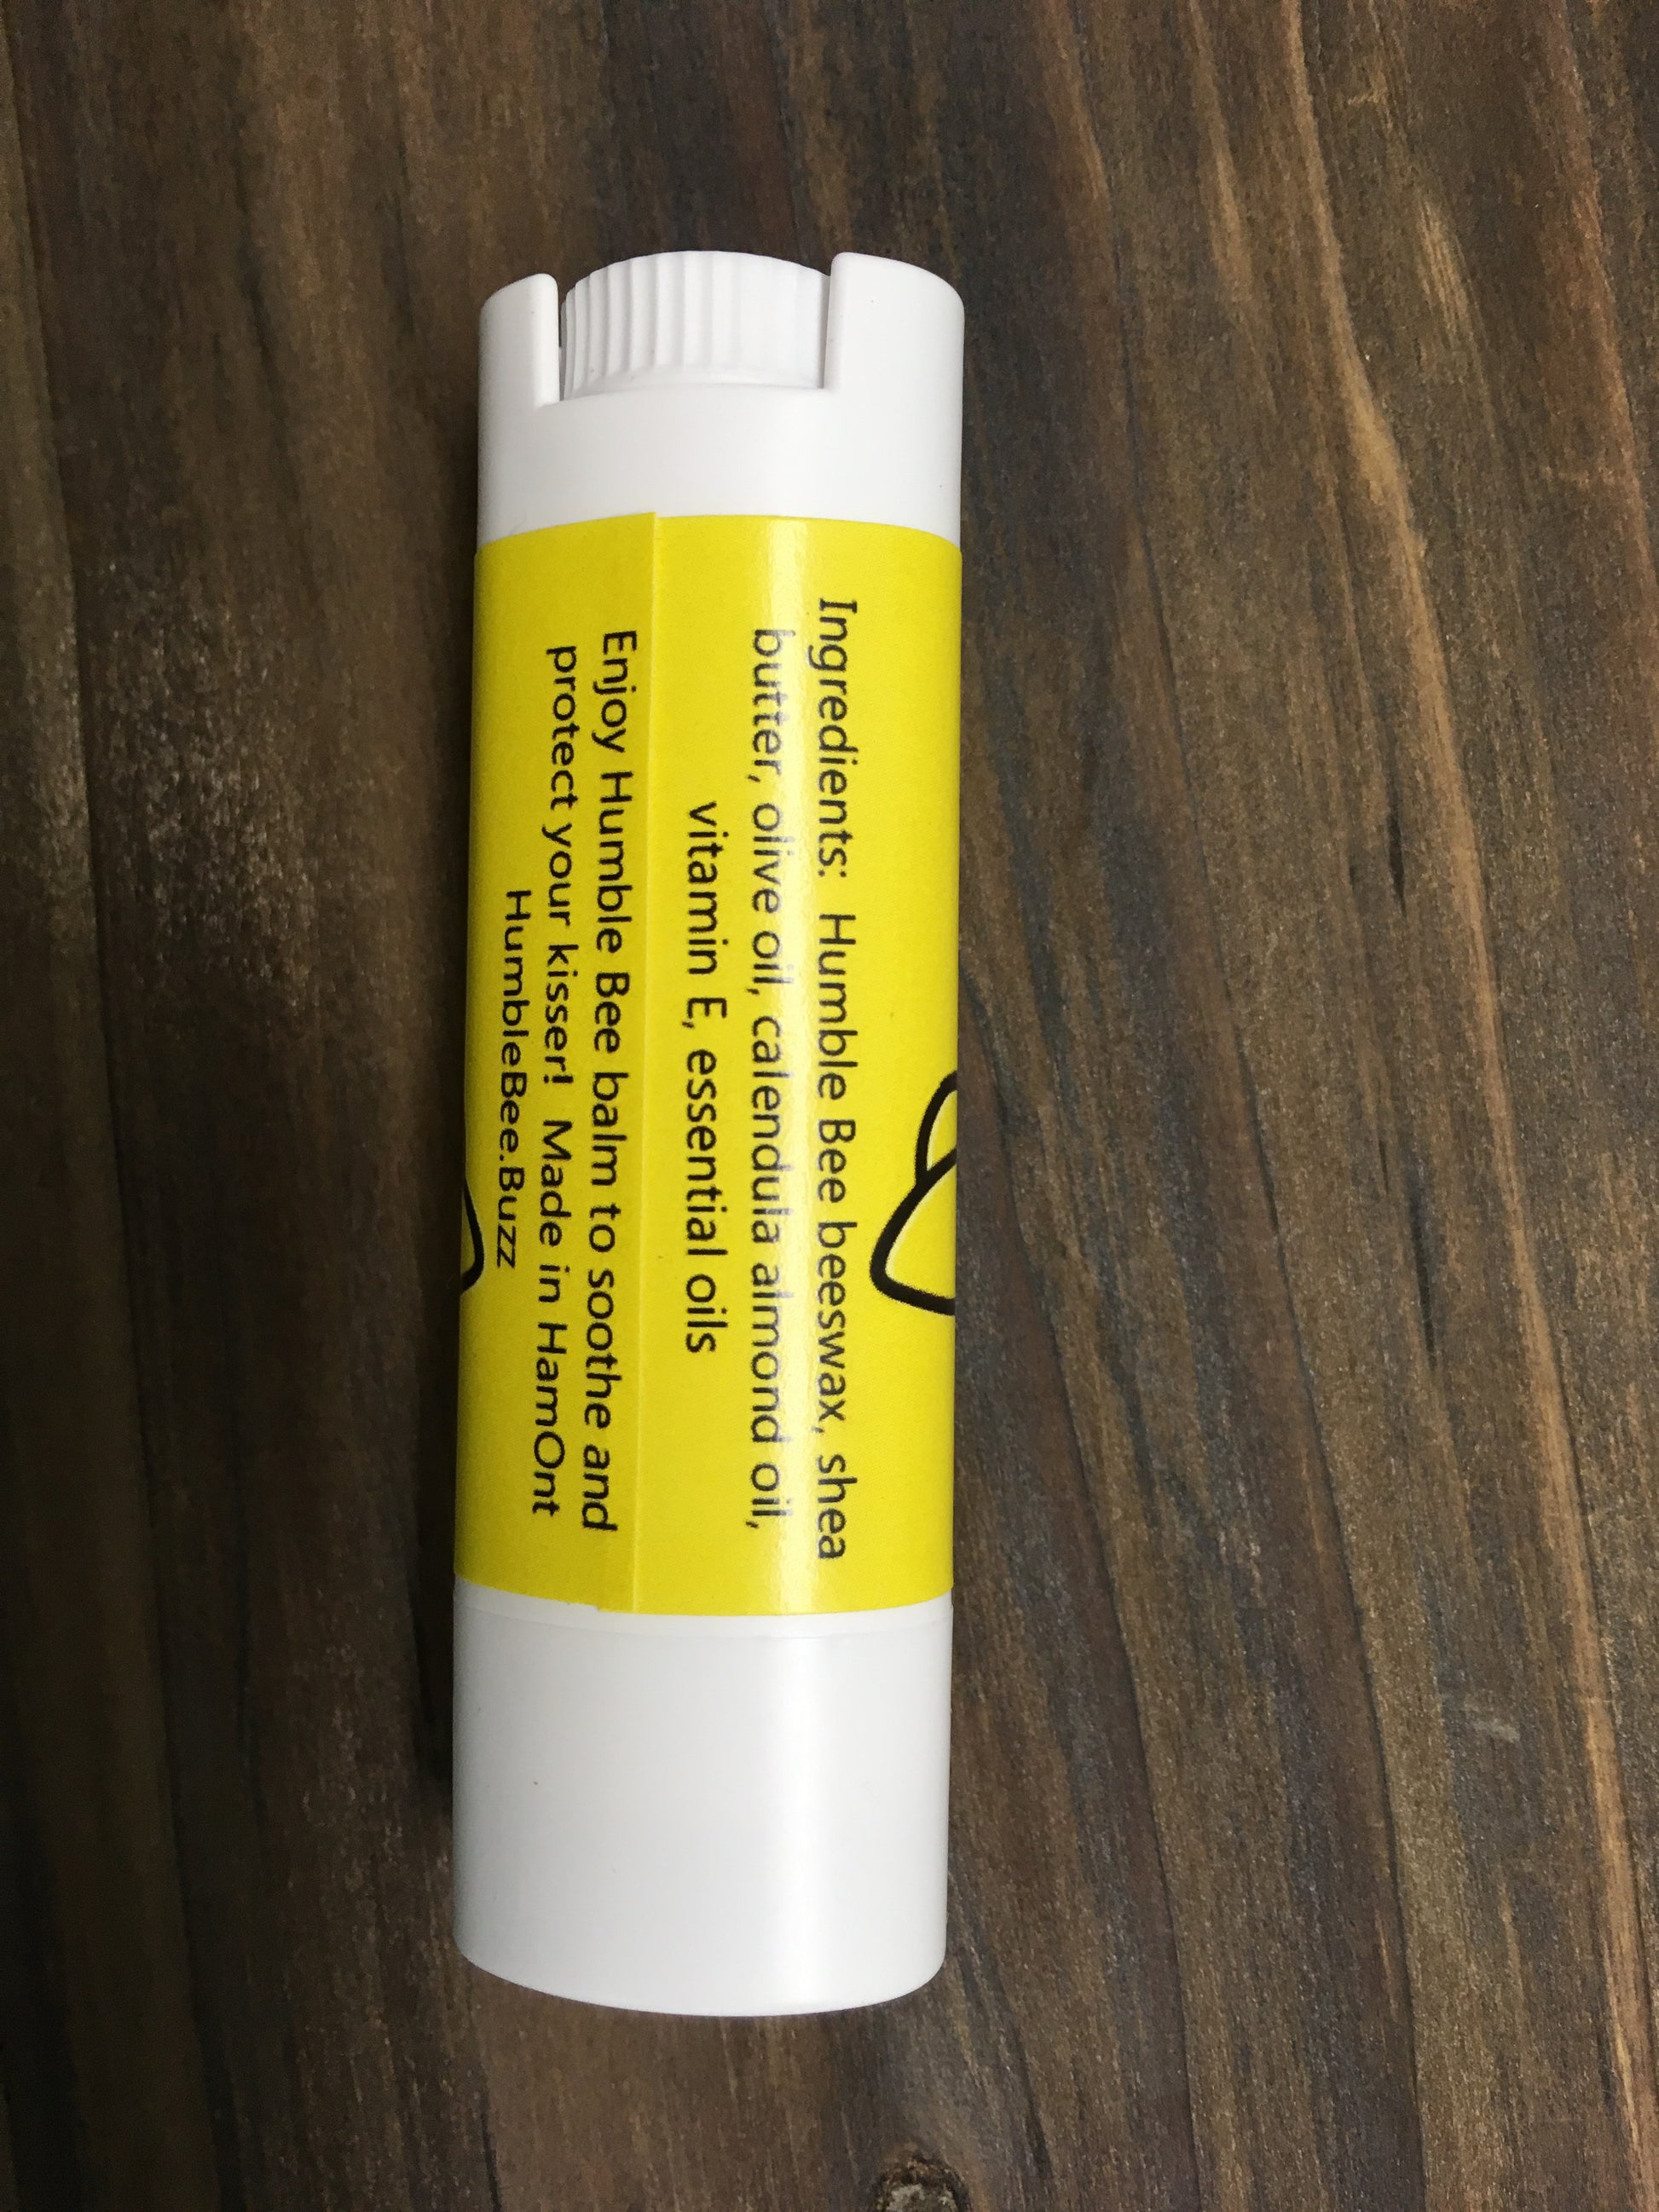 Ingredients: Humble Bee beeswax, shea
butter, olive oil, calendula almond oil,
vitamin E, essential oils
Enjoy Humble Bee balm to soothe and
protect your kisser! Made in HamOnt
HumbleBee.Buzz